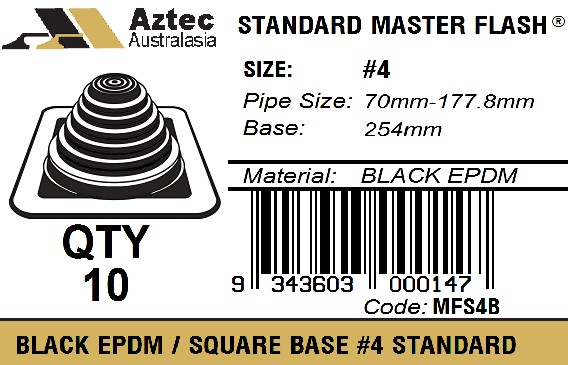 Aztec
Australasia
STANDARD MASTER FLASH®
SIZE: #4
Pipe Size: 70mm-177.8mm
Base: 254mm
Material: BLACK EPDM
QTY
10
9 343603 000147
Code: MFS4B
BLACK EPDM / SQUARE BASE #4 STANDARD